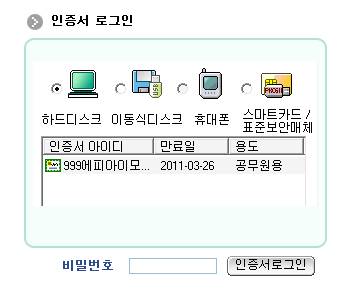 인증서 로그인
하드디스크 이동식디스크 휴대폰 스마트카드 / 표준보안매체
인증서 아이디 만료일 용도
999에피아이모... 2011-03-26 공무원용
비밀번호 인증서로그인